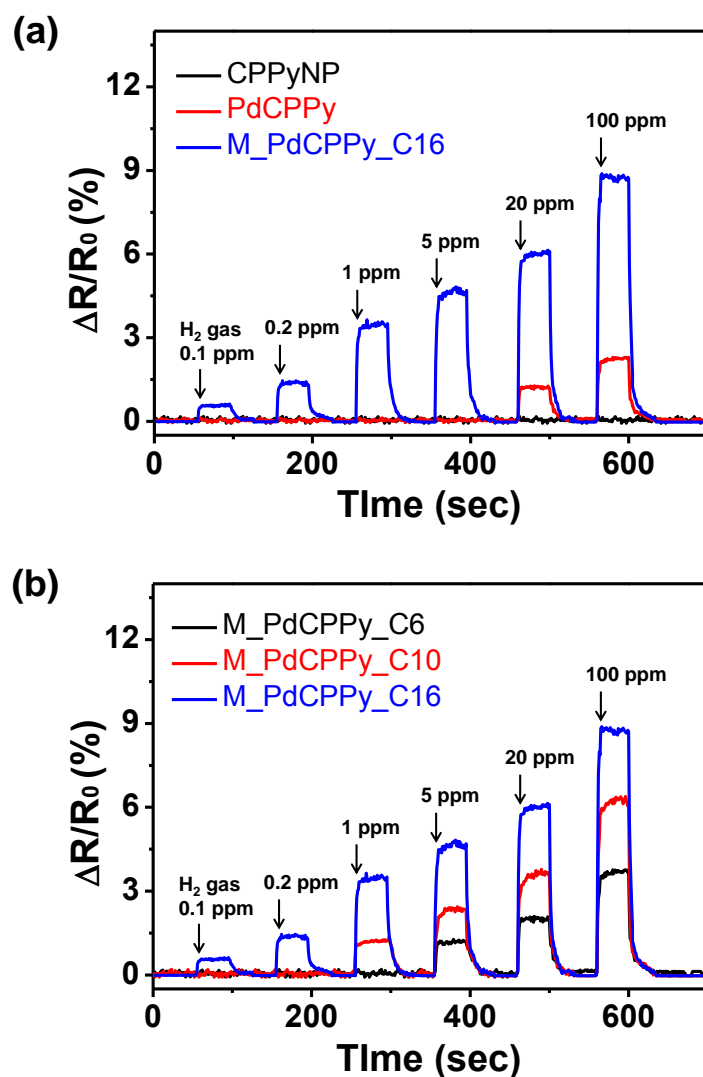 (a)
CPPyNP
PdCPPy
M_PdCPPy_C16
H₂ gas
0.1 ppm
0.2 ppm
1 ppm
5 ppm
20 ppm
100 ppm
ΔR/R₀ (%)
12
9
6
3
0
0
200
400
600
TIme (sec)
(b)
M_PdCPPy_C6
M_PdCPPy_C10
M_PdCPPy_C16
H₂ gas
0.1 ppm
0.2 ppm
1 ppm
5 ppm
20 ppm
100 ppm
ΔR/R₀ (%)
12
9
6
3
0
0
200
400
600
TIme (sec)